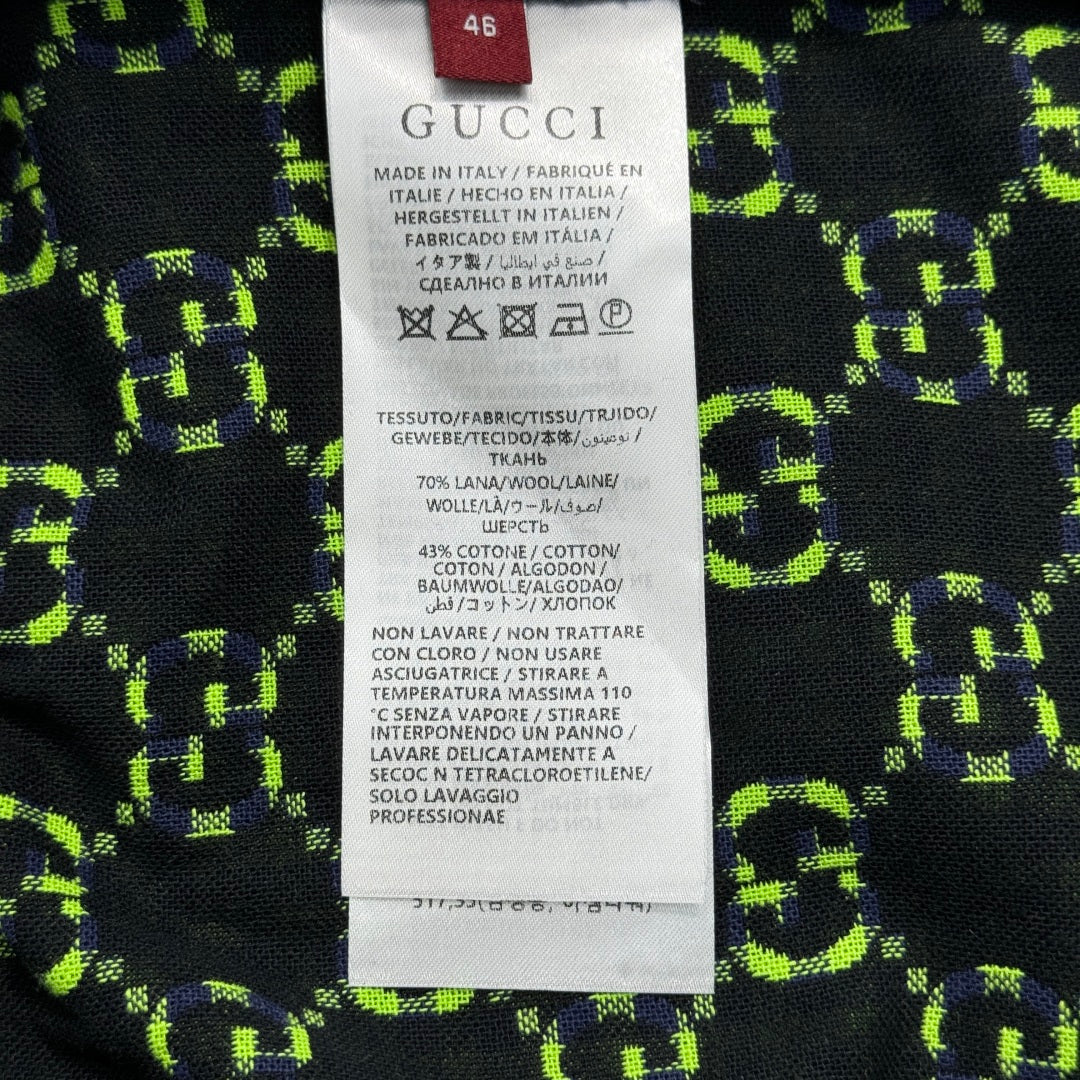 46
GUCCI
MADE IN ITALY / FABRIQUÉ EN
ITALIE / HECHO EN ITALIA /
HERGESTELLT IN ITALIEN /
FABRICADO EM ITÁLIA /
イタア製 / صنع في ايطاليا /
СДЕАЛНО В ИТАЛИИ
P
TESSUTO/FABRIC/TISSU/TRJIDO/
GEWEBE/TECIDO/本体/ /
ТКАНЬ
70% LANA/WOOL/LAINE/
WOLLE/LÀ/ウール/صوف/
ШЕРСТЬ
43% COTONE / COTTON/
COTON / ALGODON /
BAUMWOLLE/ALGODAO/
قطن /コットン/ ХЛОПОК
NON LAVARE / NON TRATTARE
CON CLORO / NON USARE
ASCIUGATRICE / STIRARE A
TEMPERATURA MASSIMA 110
°C SENZA VAPORE / STIRARE
INTERPONENDO UN PANNO /
LAVARE DELICATAMENTE A
SECOC N TETRACLOROETILENE/
SOLO LAVAGGIO
PROFESSIONAE